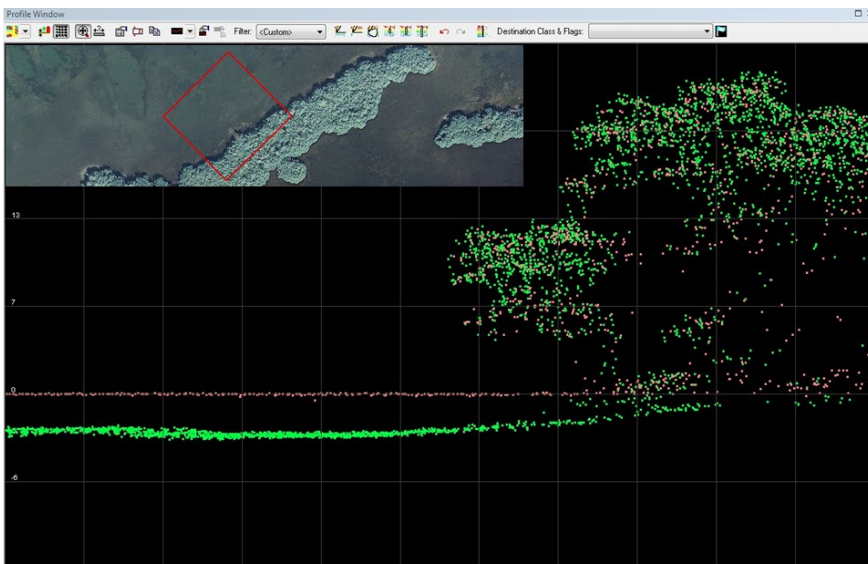 Profile Window
Filter: <Custom> Destination Class & Flags:
13
7
0
-6